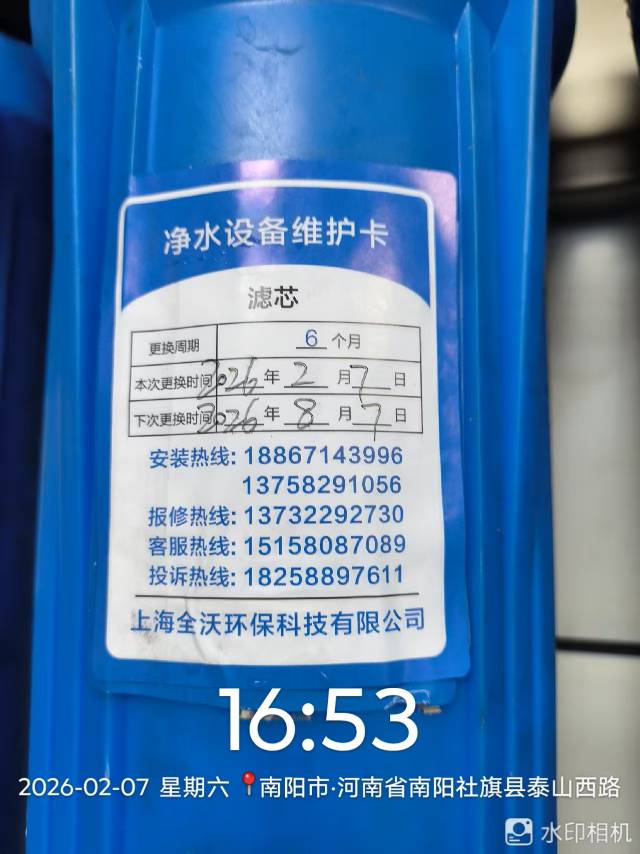 净水设备维护卡
滤芯
更换周期 6 个月
本次更换时间 2026 年 2 月 7 日
下次更换时间 2026 年 8 月 7 日
安装热线: 18867143996
13758291056
报修热线: 13732292730
客服热线: 15158087089
投诉热线: 18258897611
上海全沃环保科技有限公司
16:53
2026-02-07 星期六 南阳市·河南省南阳社旗县泰山西路
水印相机